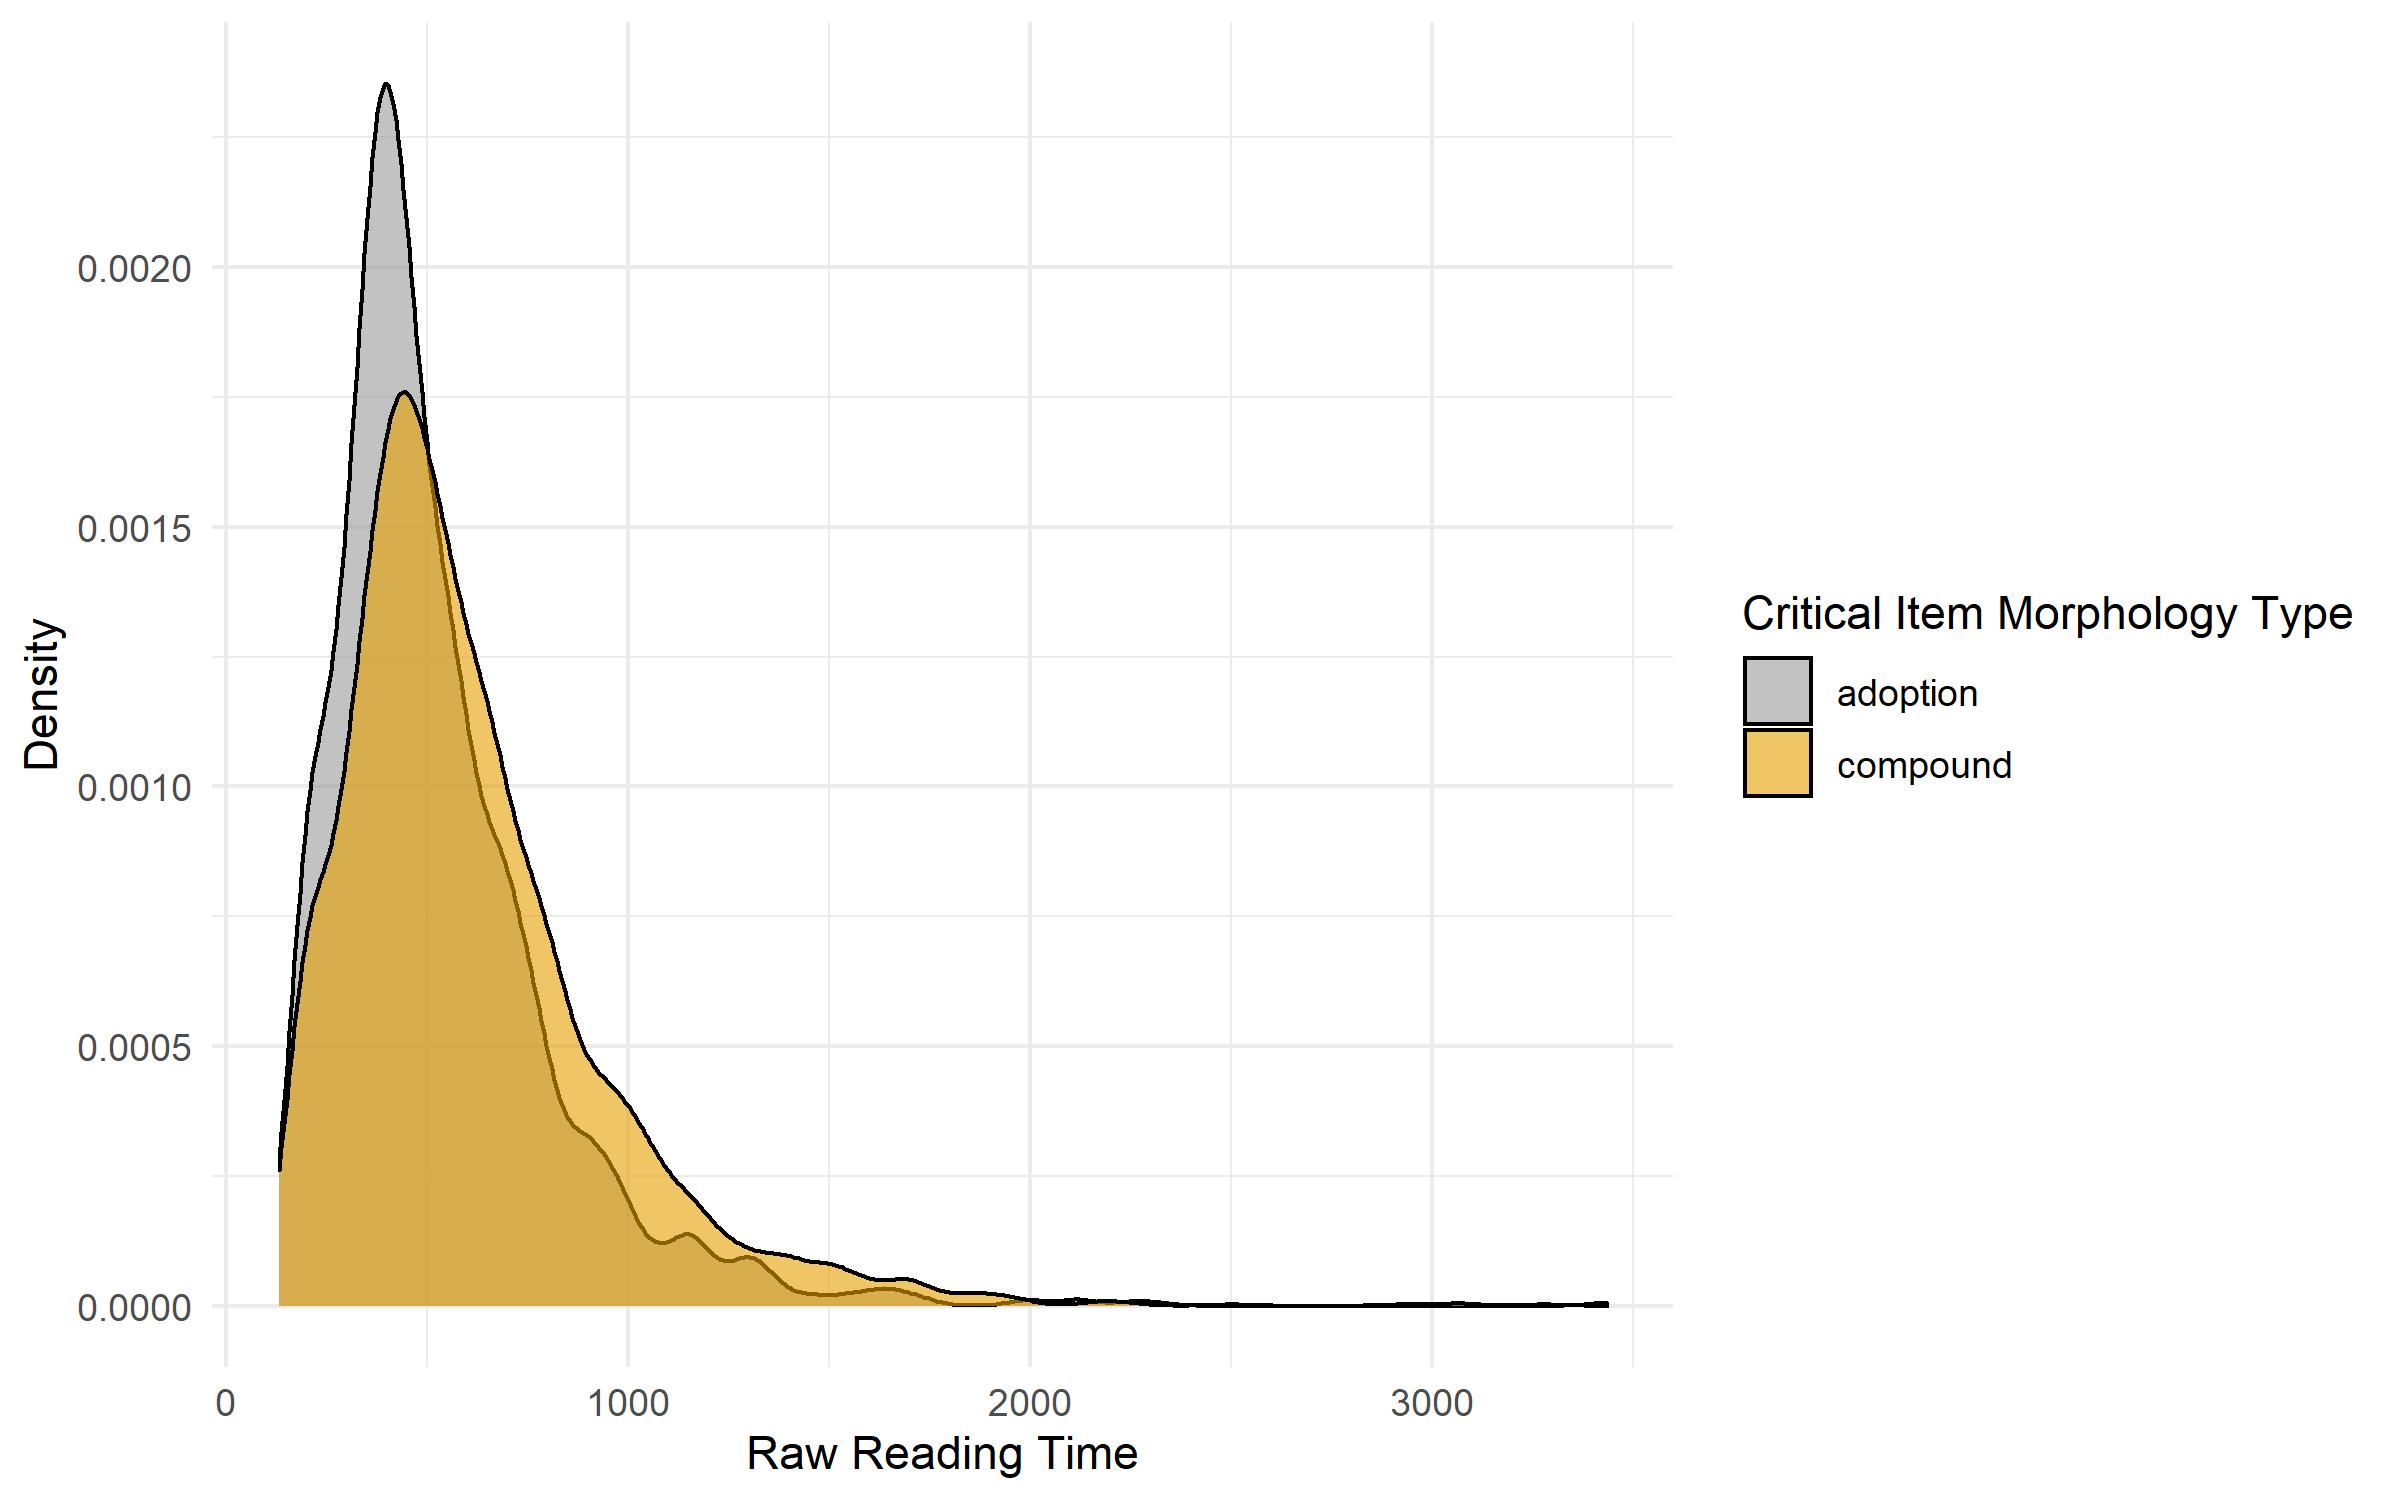 0.0020
0.0015
0.0010
0.0005
0.0000
Density
0 1000 2000 3000
Raw Reading Time
Critical Item Morphology Type
adoption
compound